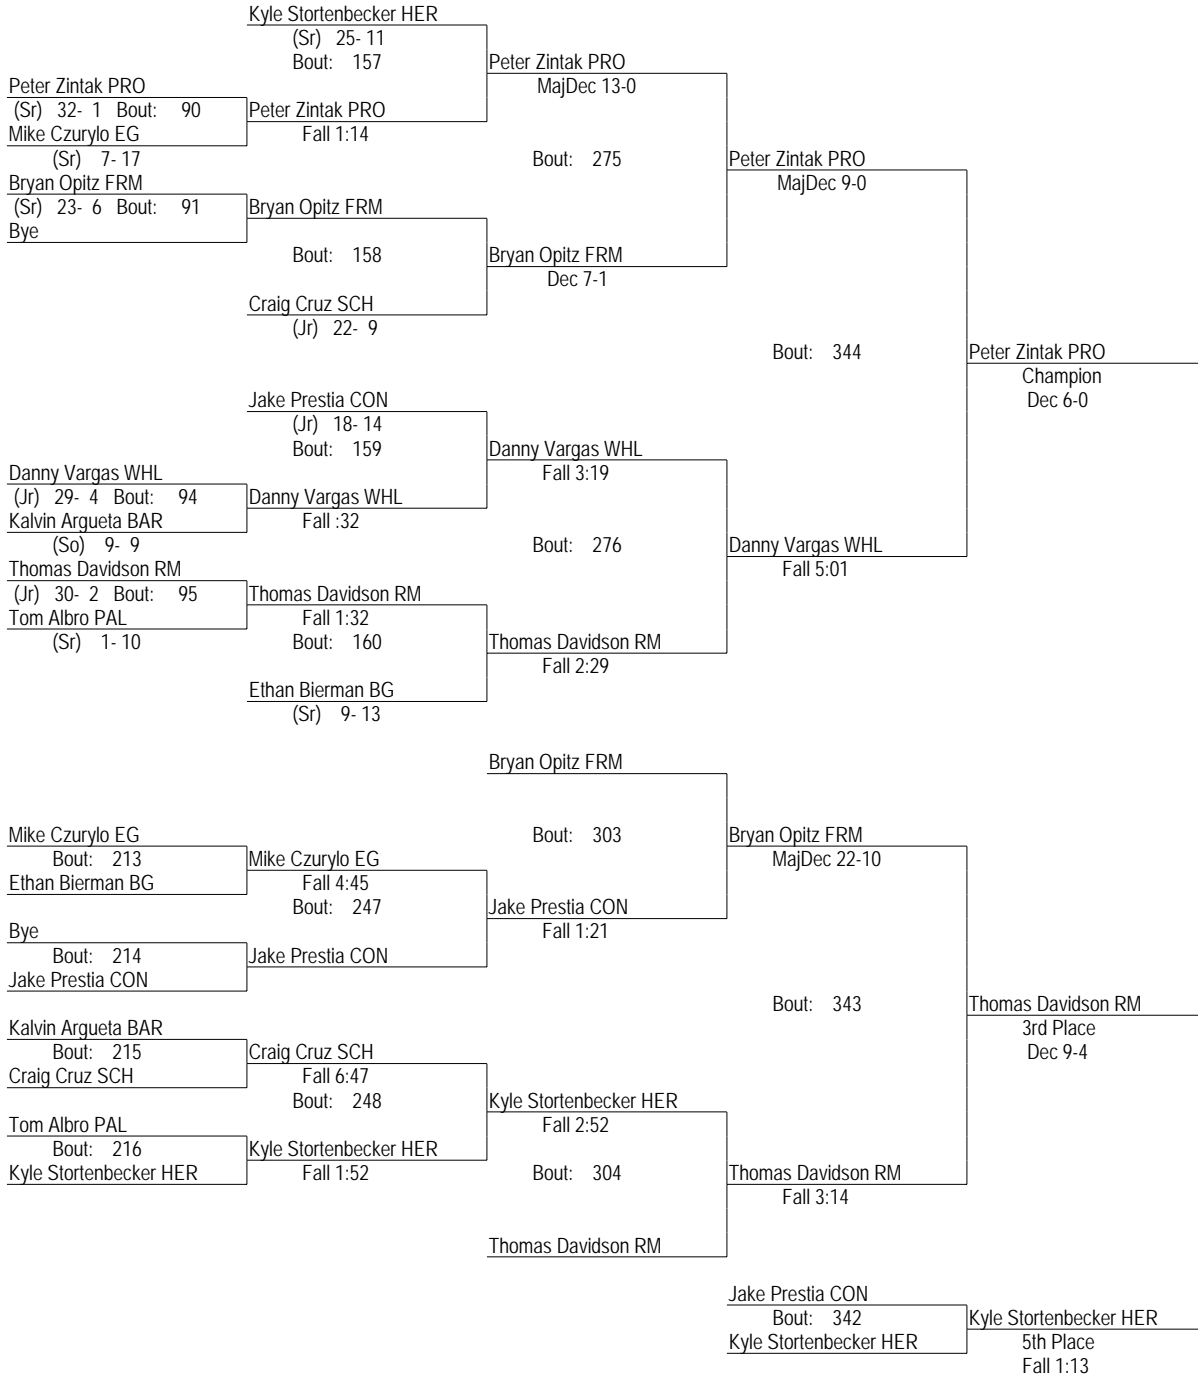 Kyle Stortenbecker HER
(Sr) 25- 11
Bout: 157
Peter Zintak PRO
MajDec 13-0
Peter Zintak PRO
(Sr) 32- 1 Bout: 90
Peter Zintak PRO
Mike Czurylo EG
Fall 1:14
(Sr) 7- 17
Bout: 275
Peter Zintak PRO
MajDec 9-0
Bryan Opitz FRM
(Sr) 23- 6 Bout: 91
Bryan Opitz FRM
Bye
Bout: 158
Bryan Opitz FRM
Dec 7-1
Craig Cruz SCH
(Jr) 22- 9
Bout: 344
Peter Zintak PRO
Champion
Dec 6-0
Jake Prestia CON
(Jr) 18- 14
Bout: 159
Danny Vargas WHL
Fall 3:19
Danny Vargas WHL
(Jr) 29- 4 Bout: 94
Danny Vargas WHL
Kalvin Argueta BAR
Fall :32
(So) 9- 9
Bout: 276
Danny Vargas WHL
Fall 5:01
Thomas Davidson RM
(Jr) 30- 2 Bout: 95
Thomas Davidson RM
Tom Albro PAL
Fall 1:32
(Sr) 1- 10
Bout: 160
Thomas Davidson RM
Fall 2:29
Ethan Bierman BG
(Sr) 9- 13
Bryan Opitz FRM
Mike Czurylo EG
Bout: 303
Bryan Opitz FRM
MajDec 22-10
Bout: 213
Mike Czurylo EG
Ethan Bierman BG
Fall 4:45
Bout: 247
Jake Prestia CON
Fall 1:21
Bye
Bout: 214
Jake Prestia CON
Jake Prestia CON
Bout: 343
Thomas Davidson RM
3rd Place
Dec 9-4
Kalvin Argueta BAR
Bout: 215
Craig Cruz SCH
Craig Cruz SCH
Fall 6:47
Bout: 248
Kyle Stortenbecker HER
Fall 2:52
Tom Albro PAL
Bout: 216
Kyle Stortenbecker HER
Kyle Stortenbecker HER
Fall 1:52
Bout: 304
Thomas Davidson RM
Fall 3:14
Thomas Davidson RM
Jake Prestia CON
Bout: 342
Kyle Stortenbecker HER
Kyle Stortenbecker HER
5th Place
Fall 1:13